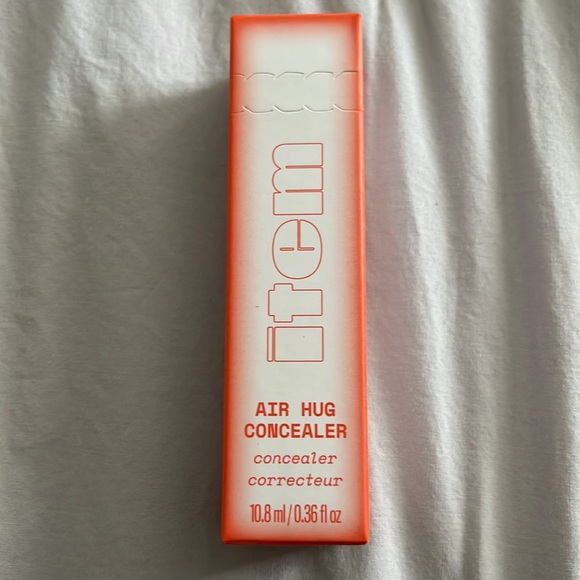 item
AIR HUG
CONCEALER
concealer
correcteur
10.8 ml / 0.36 fl oz